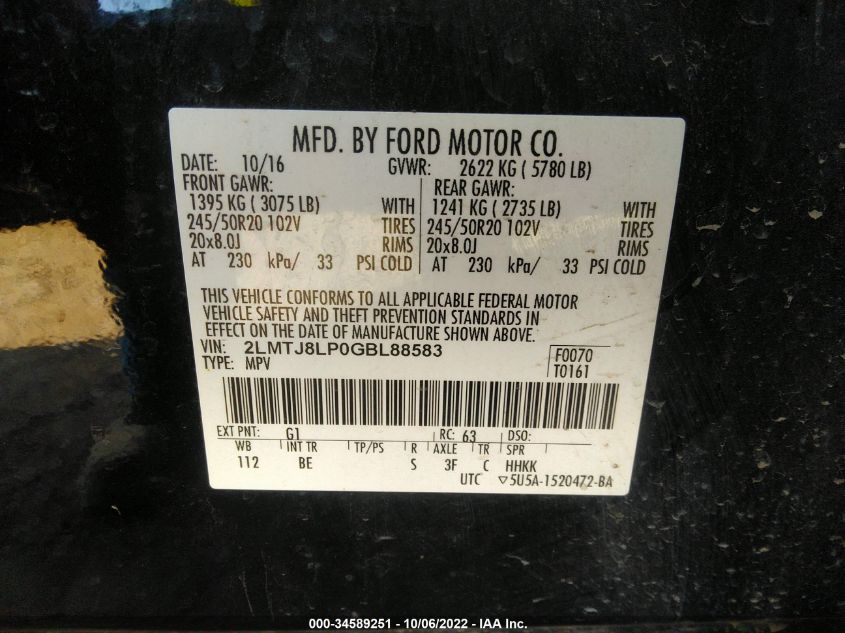 MFD. BY FORD MOTOR CO.
DATE: 10/16 GVWR: 2622 KG ( 5780 LB)
FRONT GAWR: REAR GAWR:
1395 KG ( 3075 LB) WITH 1241 KG ( 2735 LB) WITH
245/50R20 102V TIRES 245/50R20 102V TIRES
20x8.0J RIMS 20x8.0J RIMS
AT 230 kPa/ 33 PSI COLD AT 230 kPa/ 33 PSI COLD
THIS VEHICLE CONFORMS TO ALL APPLICABLE FEDERAL MOTOR
VEHICLE SAFETY AND THEFT PREVENTION STANDARDS IN
EFFECT ON THE DATE OF MANUFACTURE SHOWN ABOVE.
VIN: 2LMTJ8LP0GBL88583 F0070
TYPE: MPV T0161
EXT PNT: G1 RC: 63 DSO:
WB INT TR TP/PS R AXLE TR SPR
112 BE S 3F C HHKK
UTC ▽5U5A-1520472-BA
000-34589251 - 10/06/2022 - © IAA Inc.